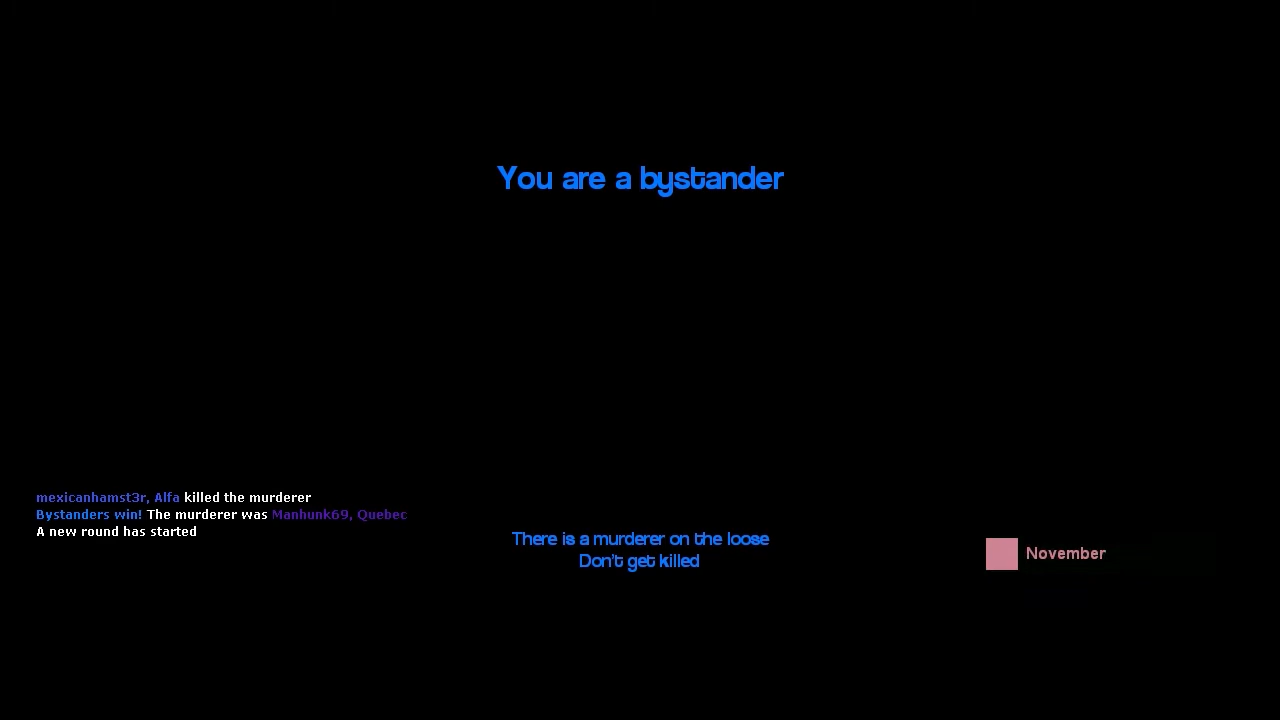 You are a bystander
mexicanhamst3r, Alfa killed the murderer
Bystanders win! The murderer was Manhunk69, Quebec
A new round has started
There is a murderer on the loose
Don't get killed
November